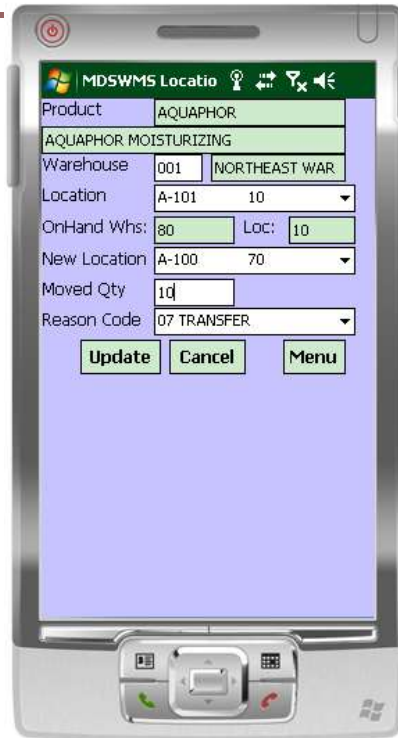 MDSWMS Locatio
Product AQUAPHOR
AQUAPHOR MOISTURIZING
Warehouse 001 NORTHEAST WAR
Location A-101 10
OnHand Whs: 80 Loc: 10
New Location A-100 70
Moved Qty 10
Reason Code 07 TRANSFER
Update Cancel Menu